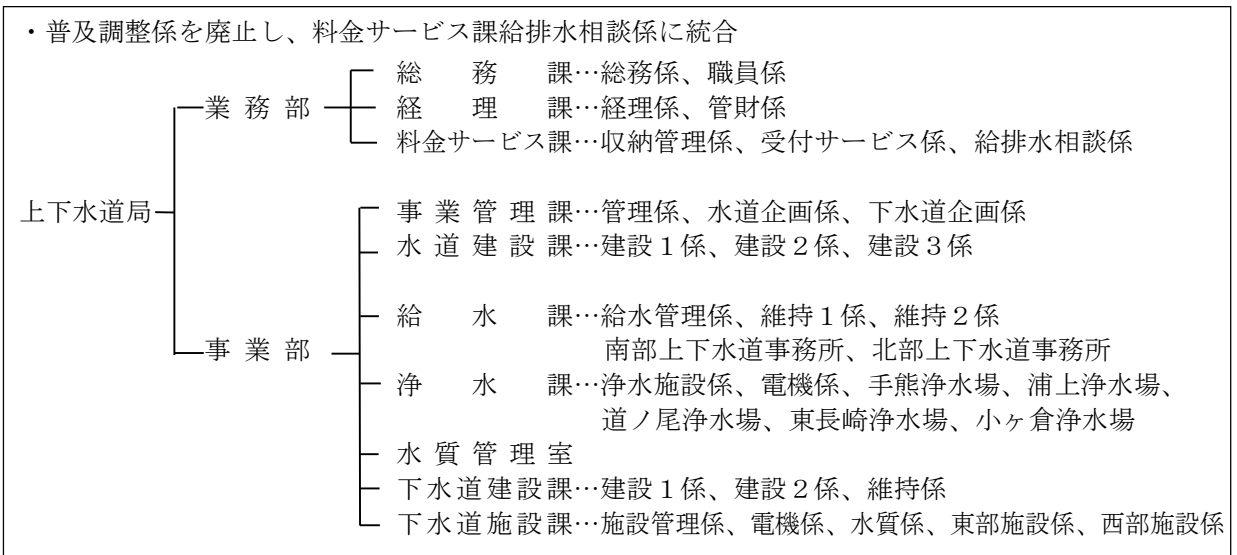 ・普及調整係を廃止し、料金サービス課給排水相談係に統合
総務課…総務係、職員係
業務部
経理課…経理係、管財係
料金サービス課…収納管理係、受付サービス係、給排水相談係
上下水道局
事業管理課…管理係、水道企画係、下水道企画係
水道建設課…建設1係、建設2係、建設3係
給水課…給水管理係、維持1係、維持2係
事業部
南部上下水道事務所、北部上下水道事務所
浄水課…浄水施設係、電機係、手熊浄水場、浦上浄水場、
道ノ尾浄水場、東長崎浄水場、小ヶ倉浄水場
水質管理室
下水道建設課…建設1係、建設2係、維持係
下水道施設課…施設管理係、電機係、水質係、東部施設係、西部施設係